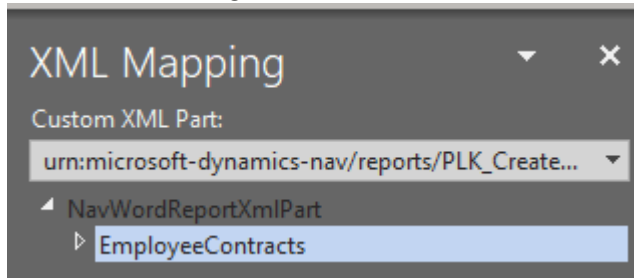 XML Mapping
Custom XML Part:
urn:microsoft-dynamics-nav/reports/PLK_Create...
NavWordReportXmlPart
EmployeeContracts